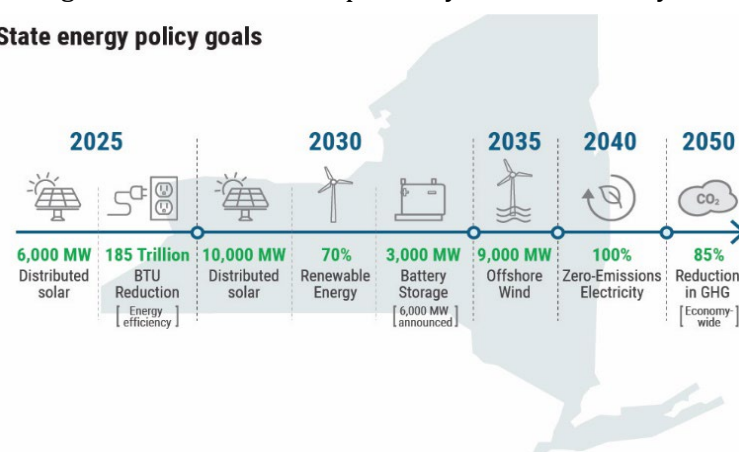 State energy policy goals
2025
2030
2035
2040
2050
CO₂
6,000 MW
Distributed
solar
185 Trillion
BTU
Reduction
[ Energy
efficiency ]
10,000 MW
Distributed
solar
70%
Renewable
Energy
3,000 MW
Battery
Storage
[ 6,000 MW
announced ]
9,000 MW
Offshore
Wind
100%
Zero-Emissions
Electricity
85%
Reduction
in GHG
[ Economy-
wide ]